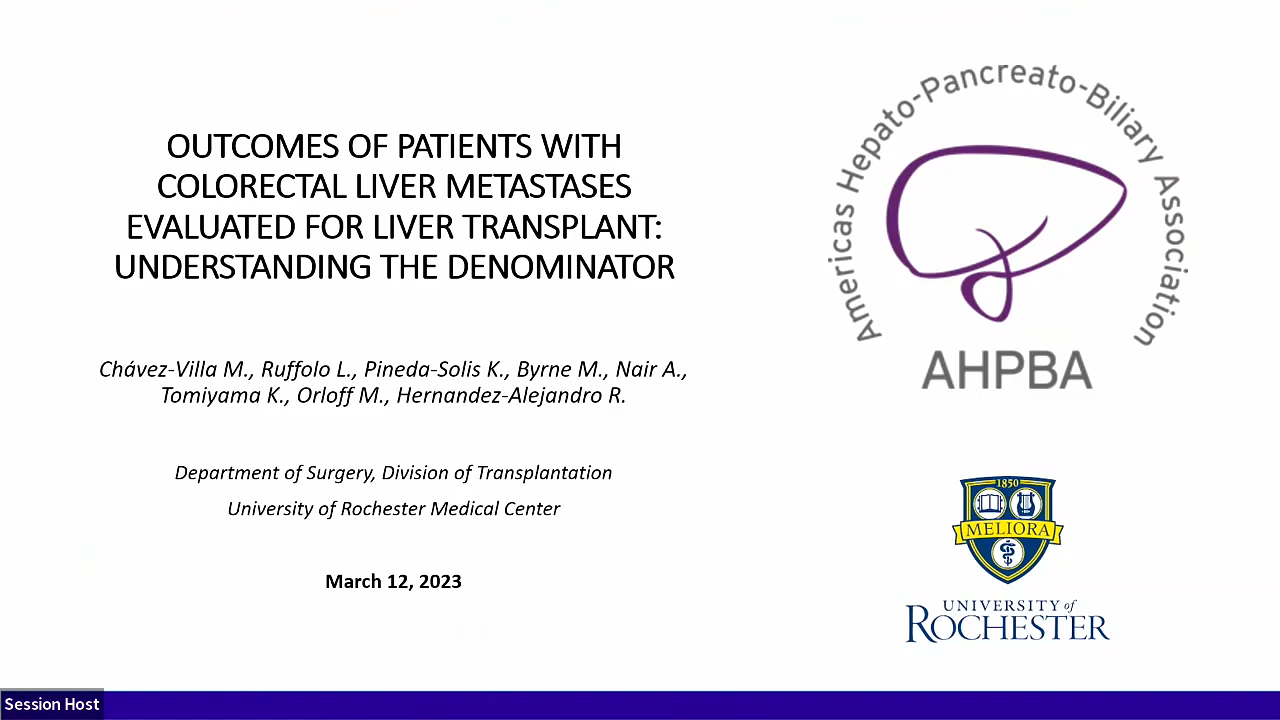 OUTCOMES OF PATIENTS WITH
COLORECTAL LIVER METASTASES
EVALUATED FOR LIVER TRANSPLANT:
UNDERSTANDING THE DENOMINATOR
Chávez-Villa M., Ruffolo L., Pineda-Solis K., Byrne M., Nair A.,
Tomiyama K., Orloff M., Hernandez-Alejandro R.
Department of Surgery, Division of Transplantation
University of Rochester Medical Center
March 12, 2023
Americas Hepato-Pancreato-Biliary Association
AHPBA
1850
MELIORA
UNIVERSITY of
ROCHESTER
Session Host